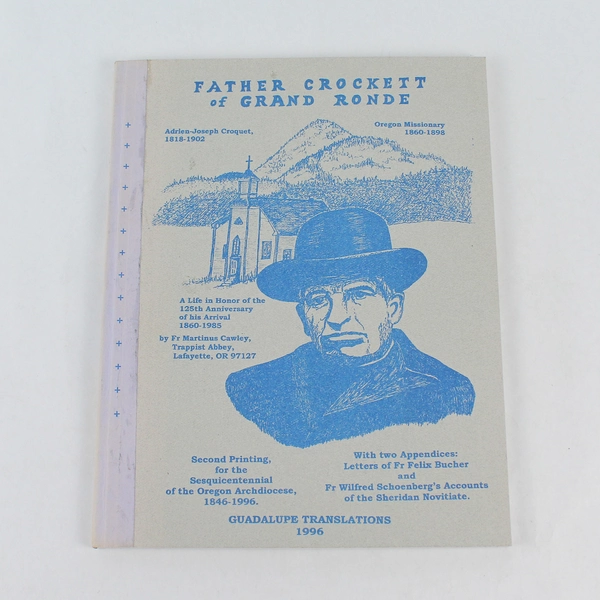 FATHER CROCKETT
of GRAND RONDE
Adrien-Joseph Croquet,
1818-1902
Oregon Missionary
1860-1898
A Life in Honor of the
125th Anniversary
of his Arrival
1860-1985
by Fr Martinus Cawley,
Trappist Abbey,
Lafayette, OR 97127
Second Printing,
for the
Sesquicentennial
of the Oregon Archdiocese,
1846-1996.
With two Appendices:
Letters of Fr Felix Bucher
and
Fr Wilfred Schoenberg's Accounts
of the Sheridan Novitiate.
GUADALUPE TRANSLATIONS
1996